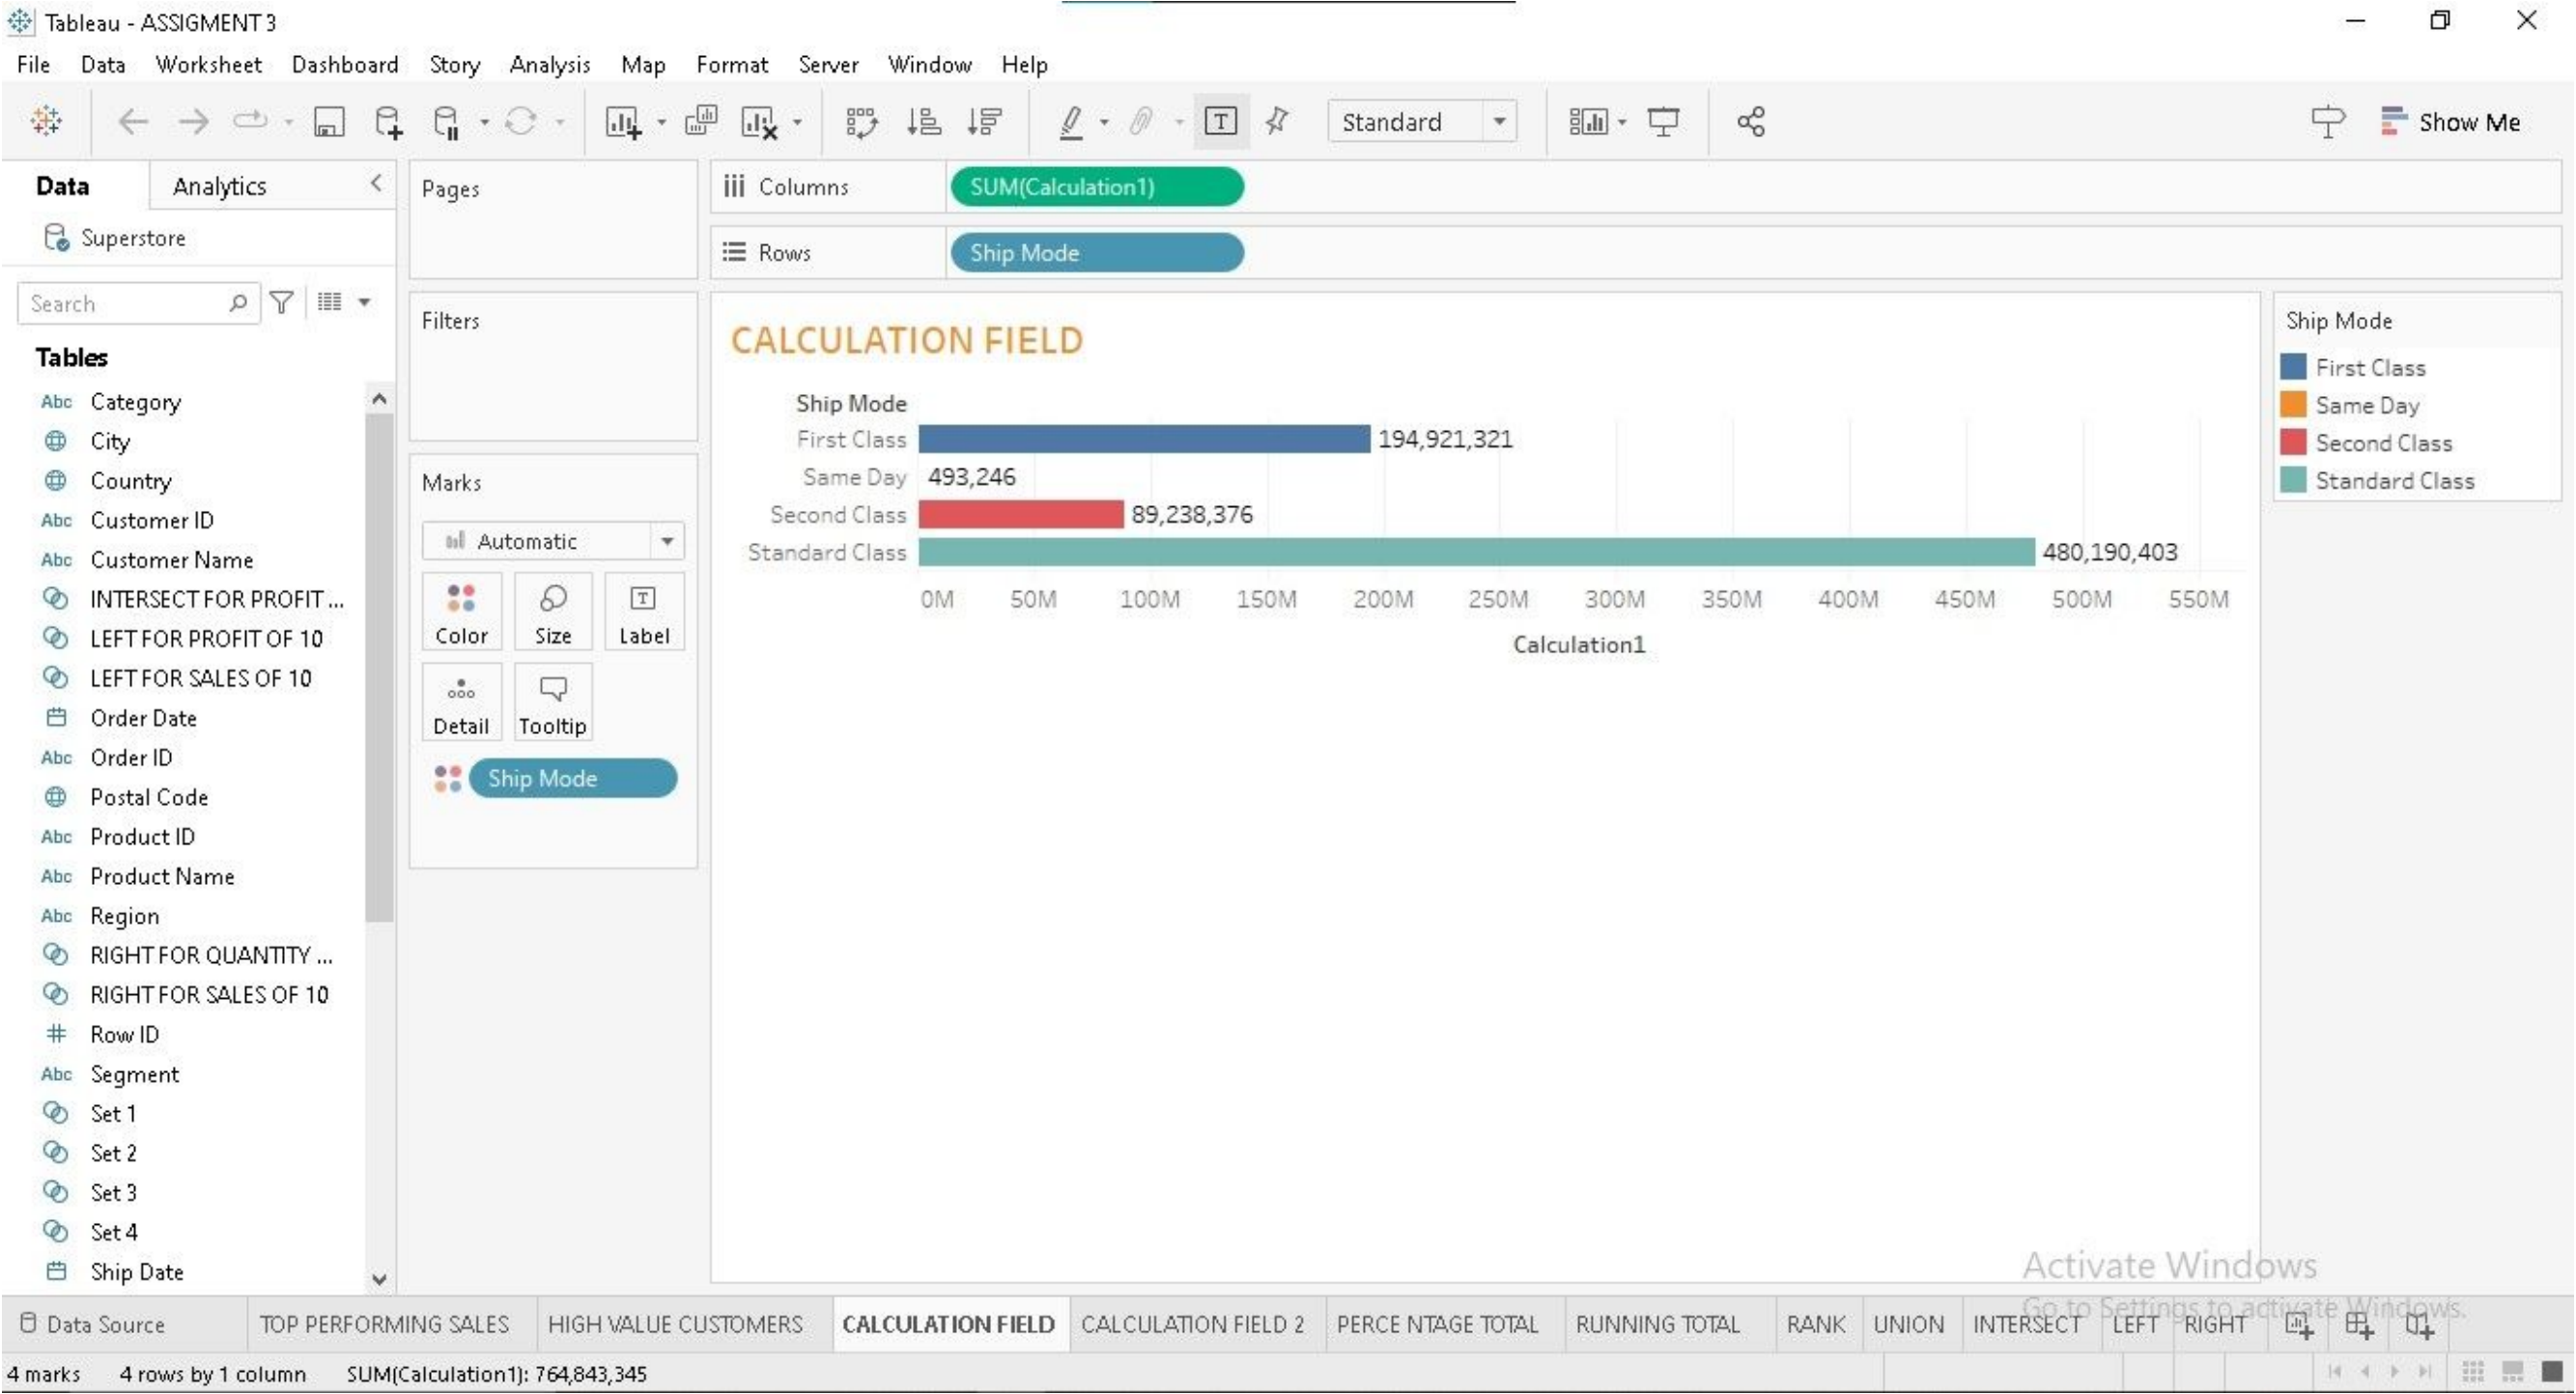 Tableau - ASSIGMENT 3
File Data Worksheet Dashboard Story Analysis Map Format Server Window Help
Standard
Show Me
Data Analytics
Superstore
Search
Tables
Abc Category
City
Country
Abc Customer ID
Abc Customer Name
INTERSECT FOR PROFIT ...
LEFT FOR PROFIT OF 10
LEFT FOR SALES OF 10
Order Date
Abc Order ID
Postal Code
Abc Product ID
Abc Product Name
Abc Region
RIGHT FOR QUANTITY ...
RIGHT FOR SALES OF 10
# Row ID
Abc Segment
Set 1
Set 2
Set 3
Set 4
Ship Date
Pages
Filters
Marks
Automatic
Color Size Label
Detail Tooltip
Ship Mode
Columns SUM(Calculation1)
Rows Ship Mode
CALCULATION FIELD
Ship Mode
First Class 194,921,321
Same Day 493,246
Second Class 89,238,376
Standard Class 480,190,403
0M 50M 100M 150M 200M 250M 300M 350M 400M 450M 500M 550M
Calculation1
Ship Mode
First Class
Same Day
Second Class
Standard Class
Activate Windows
Go to Settings to activate Windows.
Data Source TOP PERFORMING SALES HIGH VALUE CUSTOMERS CALCULATION FIELD CALCULATION FIELD 2 PERCE NTAGE TOTAL RUNNING TOTAL RANK UNION INTERSECT LEFT RIGHT
4 marks 4 rows by 1 column SUM(Calculation1): 764,843,345